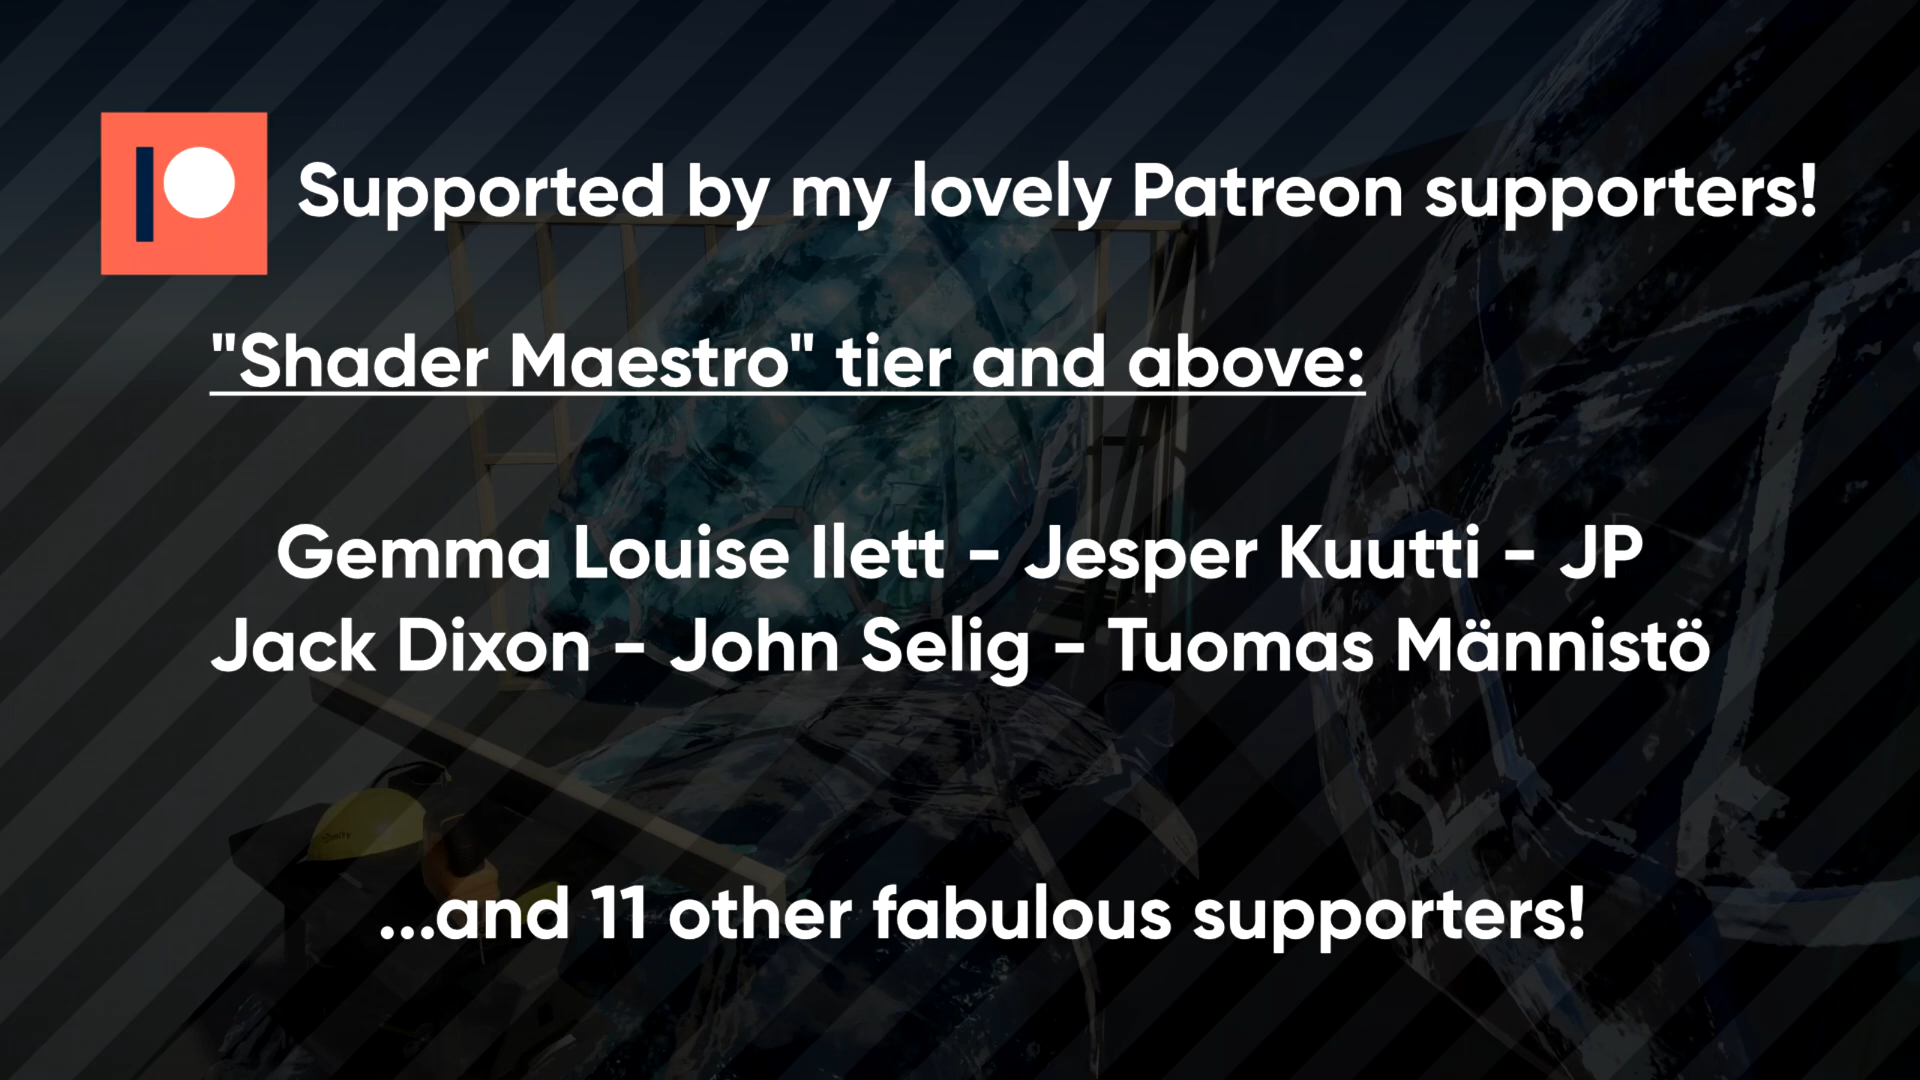 Supported by my lovely Patreon supporters!
"Shader Maestro" tier and above:
Gemma Louise Ilett - Jesper Kuutti - JP
Jack Dixon - John Selig - Tuomas Männistö
...and 11 other fabulous supporters!